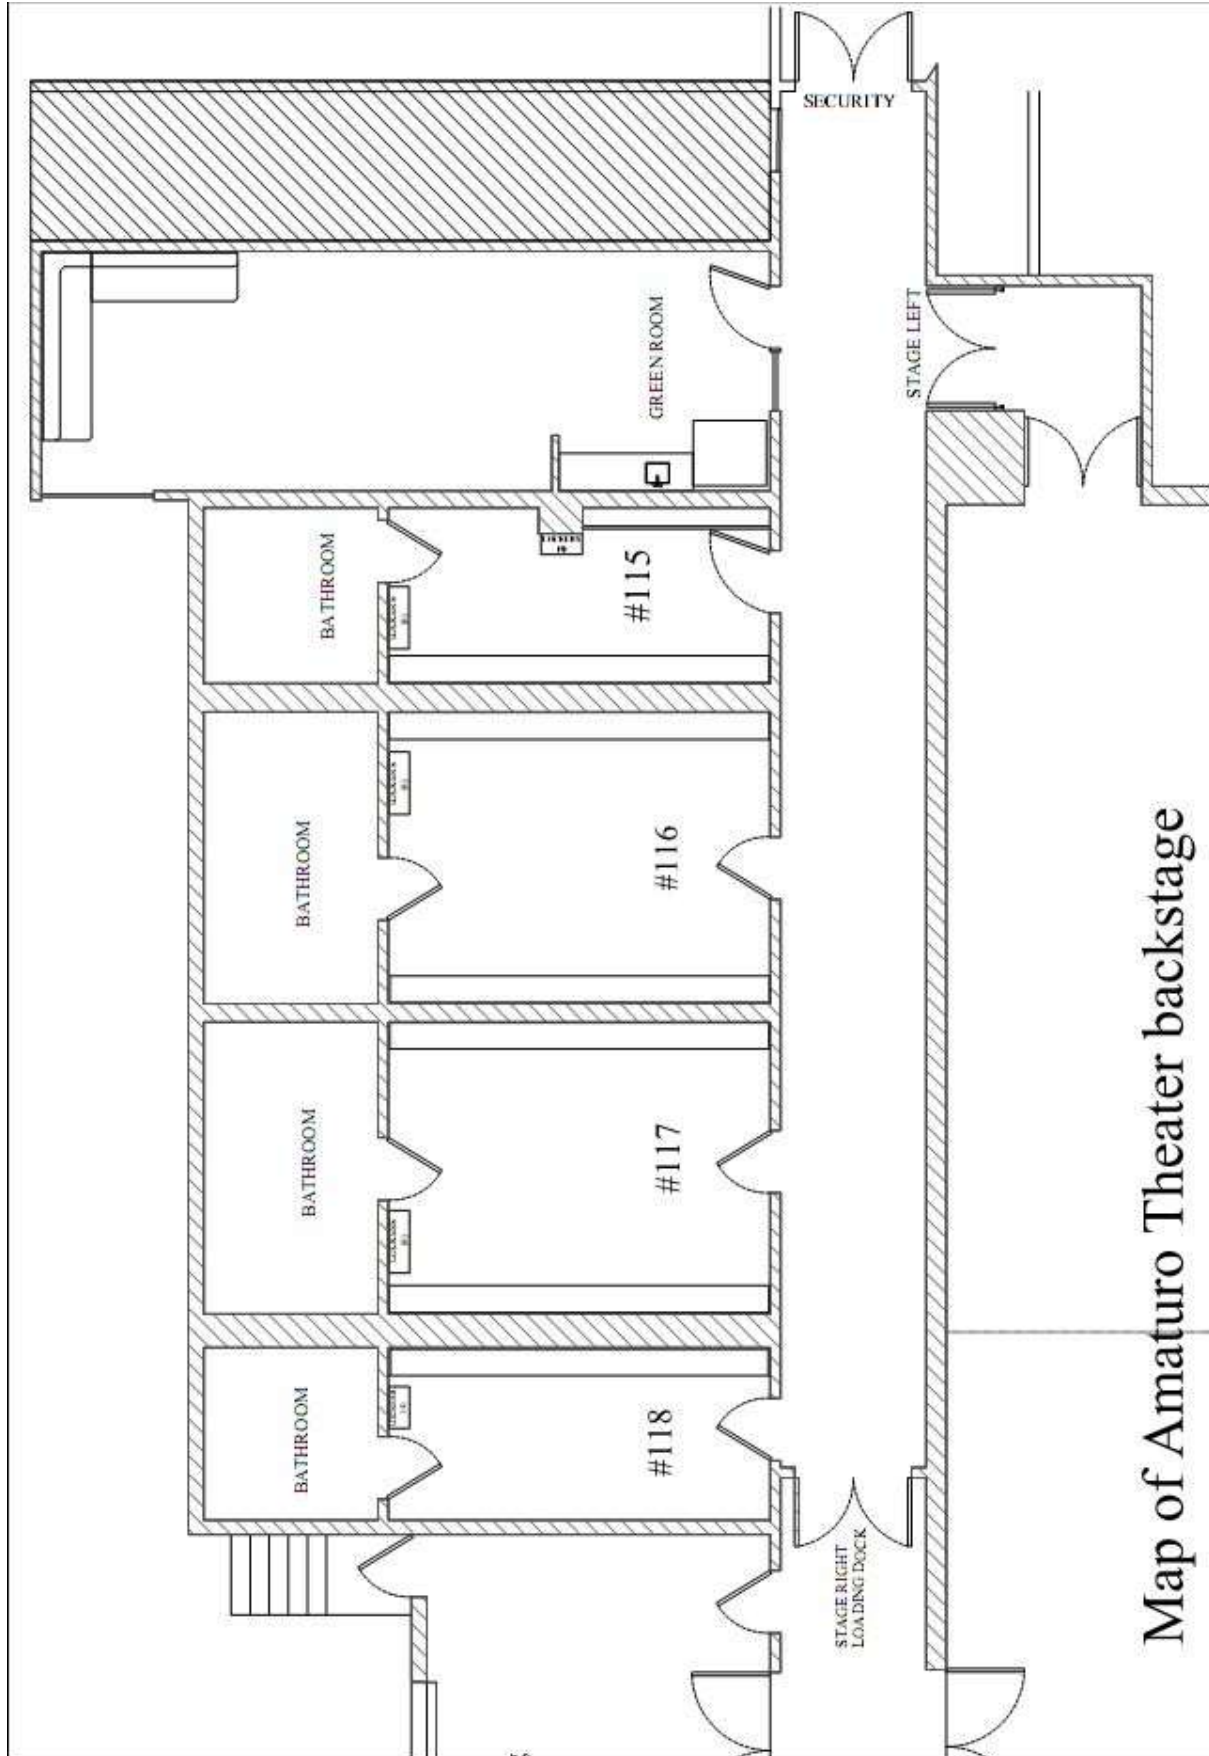 SECURITY
STAGE LEFT
GREEN ROOM
BATHROOM
#115
BATHROOM
#116
BATHROOM
#117
BATHROOM
#118
STAGE RIGHT
LOADING DOCK
Map of Amaturo Theater backstage